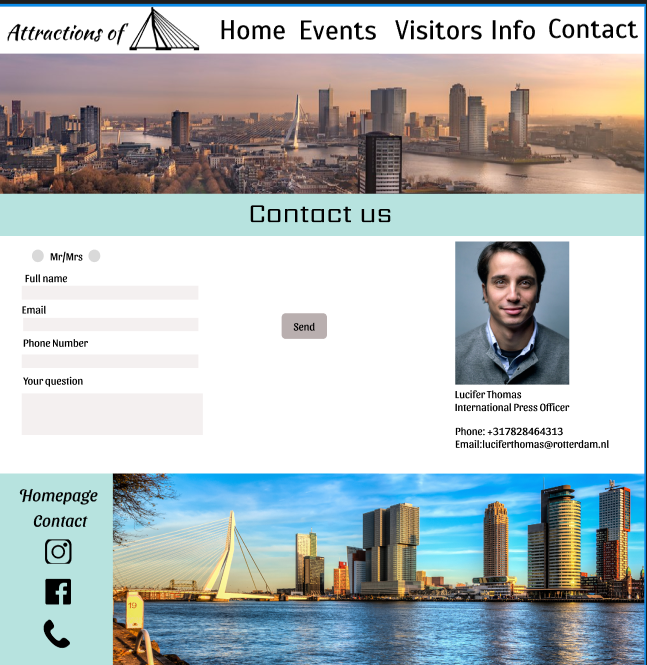 Attractions of
Home Events Visitors Info Contact
Contact us
Mr/Mrs
Full name
Email
Phone Number
Your question
Send
Lucifer Thomas
International Press Officer
Phone: +317828464313
Email:luciferthomas@rotterdam.nl
Homepage
Contact
19